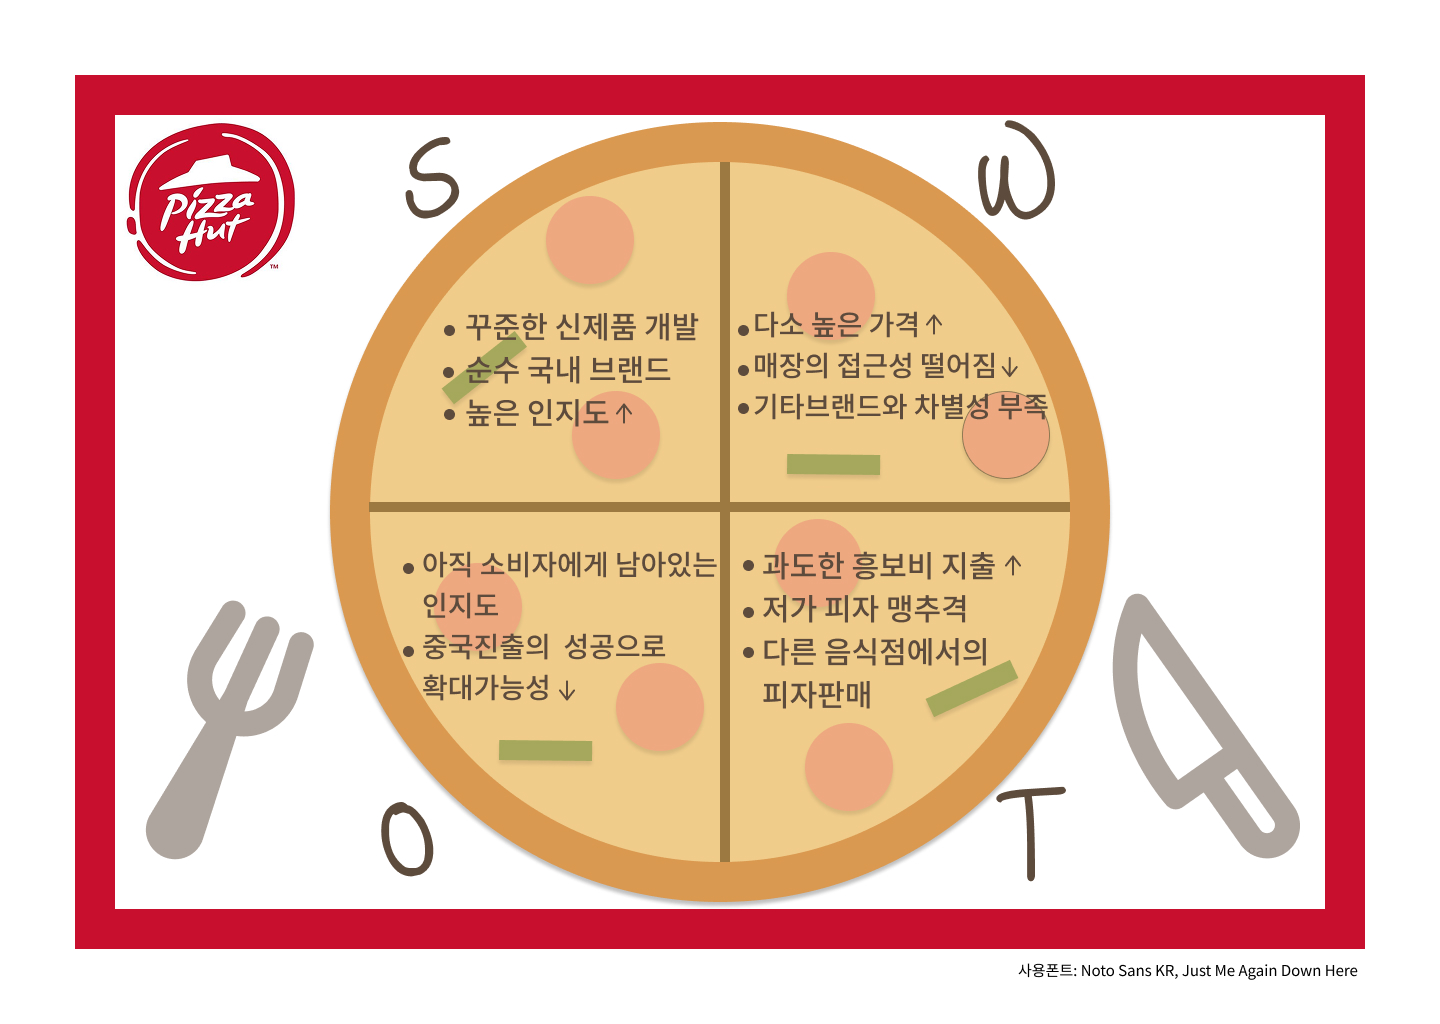 Pizza
Hut
™
S
W
• 꾸준한 신제품 개발
• 순수 국내 브랜드
• 높은 인지도 ↑
• 다소 높은 가격 ↑
• 매장의 접근성 떨어짐 ↓
• 기타브랜드와 차별성 부족
• 아직 소비자에게 남아있는
인지도
• 중국진출의 성공으로
확대가능성 ↓
• 과도한 홍보비 지출 ↑
• 저가 피자 맹추격
• 다른 음식점에서의
피자판매
O
T
사용폰트: Noto Sans KR, Just Me Again Down Here